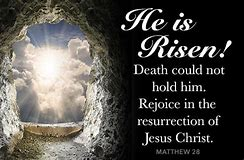 He is
Risen!
Death could not
hold him.
Rejoice in the
resurrection of
Jesus Christ.
MATTHEW 28